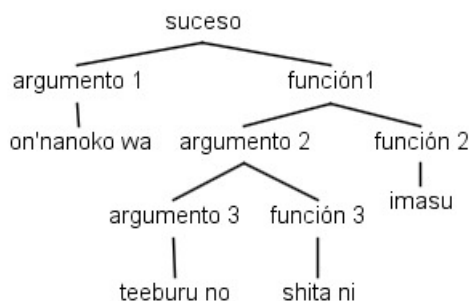 suceso
argumento 1 función1
on'nanoko wa argumento 2 función 2
imasu
argumento 3 función 3
teeburu no shita ni